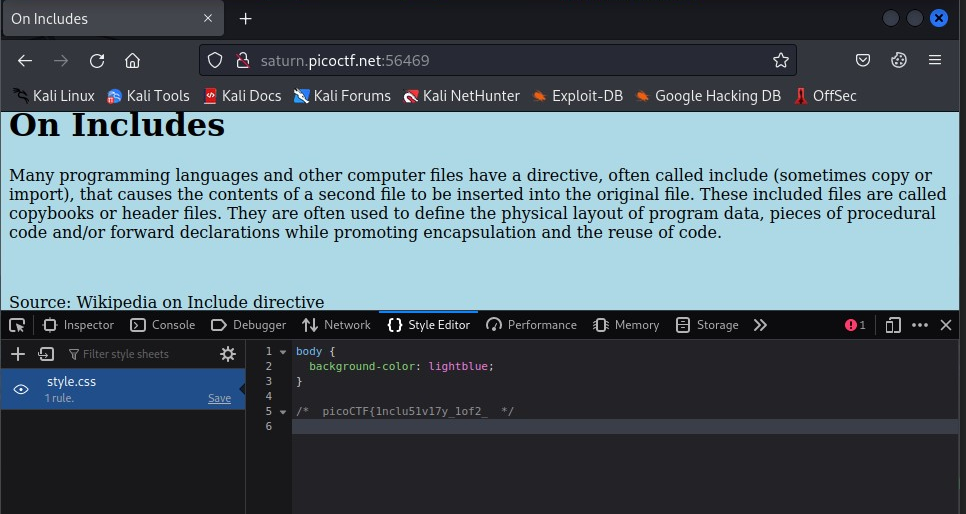 On Includes
saturn.picoctf.net:56469
Kali Linux Kali Tools Kali Docs Kali Forums Kali NetHunter Exploit-DB Google Hacking DB OffSec
On Includes
Many programming languages and other computer files have a directive, often called include (sometimes copy or
import), that causes the contents of a second file to be inserted into the original file. These included files are called
copybooks or header files. They are often used to define the physical layout of program data, pieces of procedural
code and/or forward declarations while promoting encapsulation and the reuse of code.
Source: Wikipedia on Include directive
Inspector Console Debugger Network {} Style Editor Performance Memory Storage 1
Filter style sheets
style.css
1 rule. Save
1 body {
2 background-color: lightblue;
3 }
4
5 /*  picoCTF{1nclu51v17y_1of2_  */
6